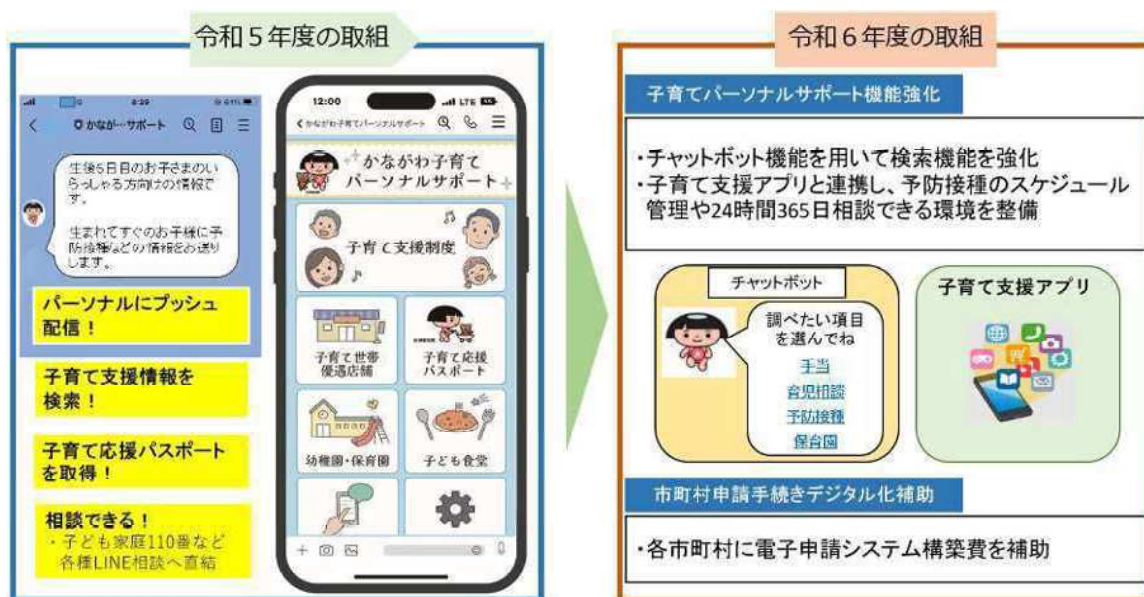 令和5年度の取組
8:39
61%
かなが…サポート
生後5日目のお子さまのい
らっしゃる方向けの情報で
す。
生まれてすぐのお子様に予
防接種などの情報をお送り
します。
パーソナルにプッシュ
配信！
子育て支援情報を
検索！
子育て応援パスポート
を取得！
相談できる！
・子ども家庭110番など
各種LINE相談へ直結
12:00
LTE
かながわ子育てパーソナルサポート
かながわ子育て
パーソナルサポート
子育て支援制度
子育て世帯
優遇店舗
子育て応援
パスポート
幼稚園・保育園
子ども食堂
令和6年度の取組
子育てパーソナルサポート機能強化
・チャットボット機能を用いて検索機能を強化
・子育て支援アプリと連携し、予防接種のスケジュール
管理や24時間365日相談できる環境を整備
チャットボット
調べたい項目
を選んでね
手当
育児相談
予防接種
保育園
子育て支援アプリ
市町村申請手続きデジタル化補助
・各市町村に電子申請システム構築費を補助